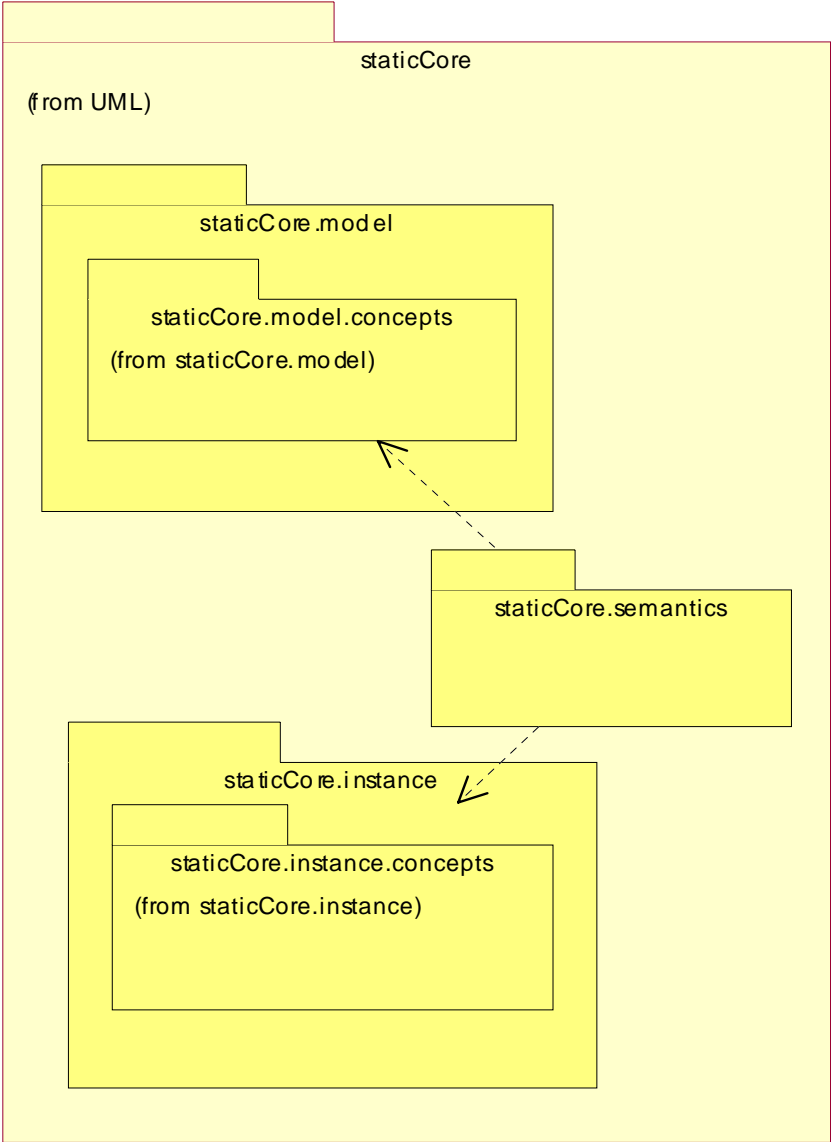 staticCore
(from UML)
staticCore.model
staticCore.model.concepts
(from staticCore.model)
staticCore.semantics
staticCore.instance
staticCore.instance.concepts
(from staticCore.instance)